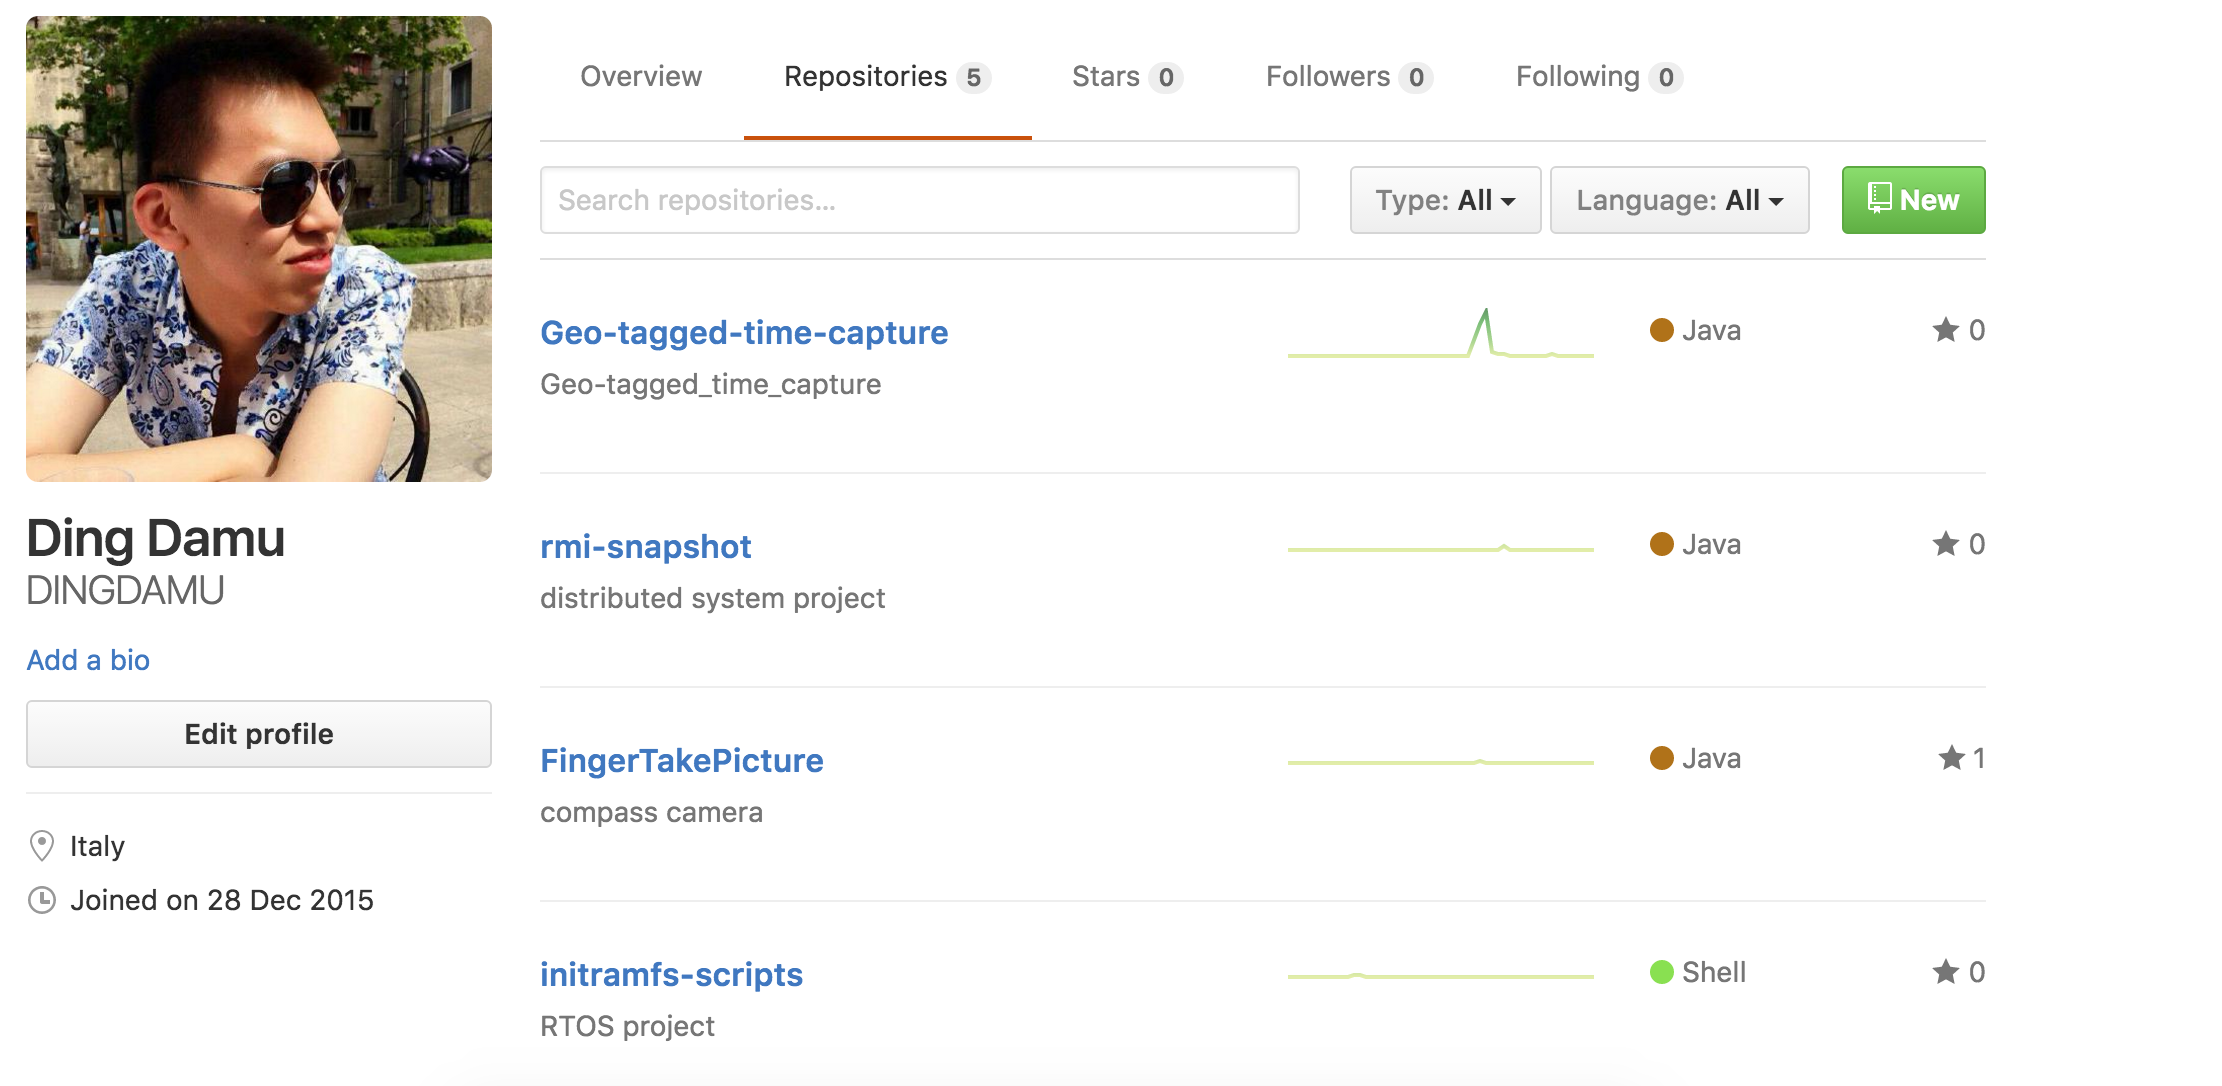 Overview Repositories 5 Stars 0 Followers 0 Following 0
Search repositories... Type: All Language: All New
Geo-tagged-time-capture Java 0
Geo-tagged_time_capture
rmi-snapshot Java 0
distributed system project
FingerTakePicture Java 1
compass camera
initramfs-scripts Shell 0
RTOS project
Ding Damu
DINGDAMU
Add a bio
Edit profile
Italy
Joined on 28 Dec 2015